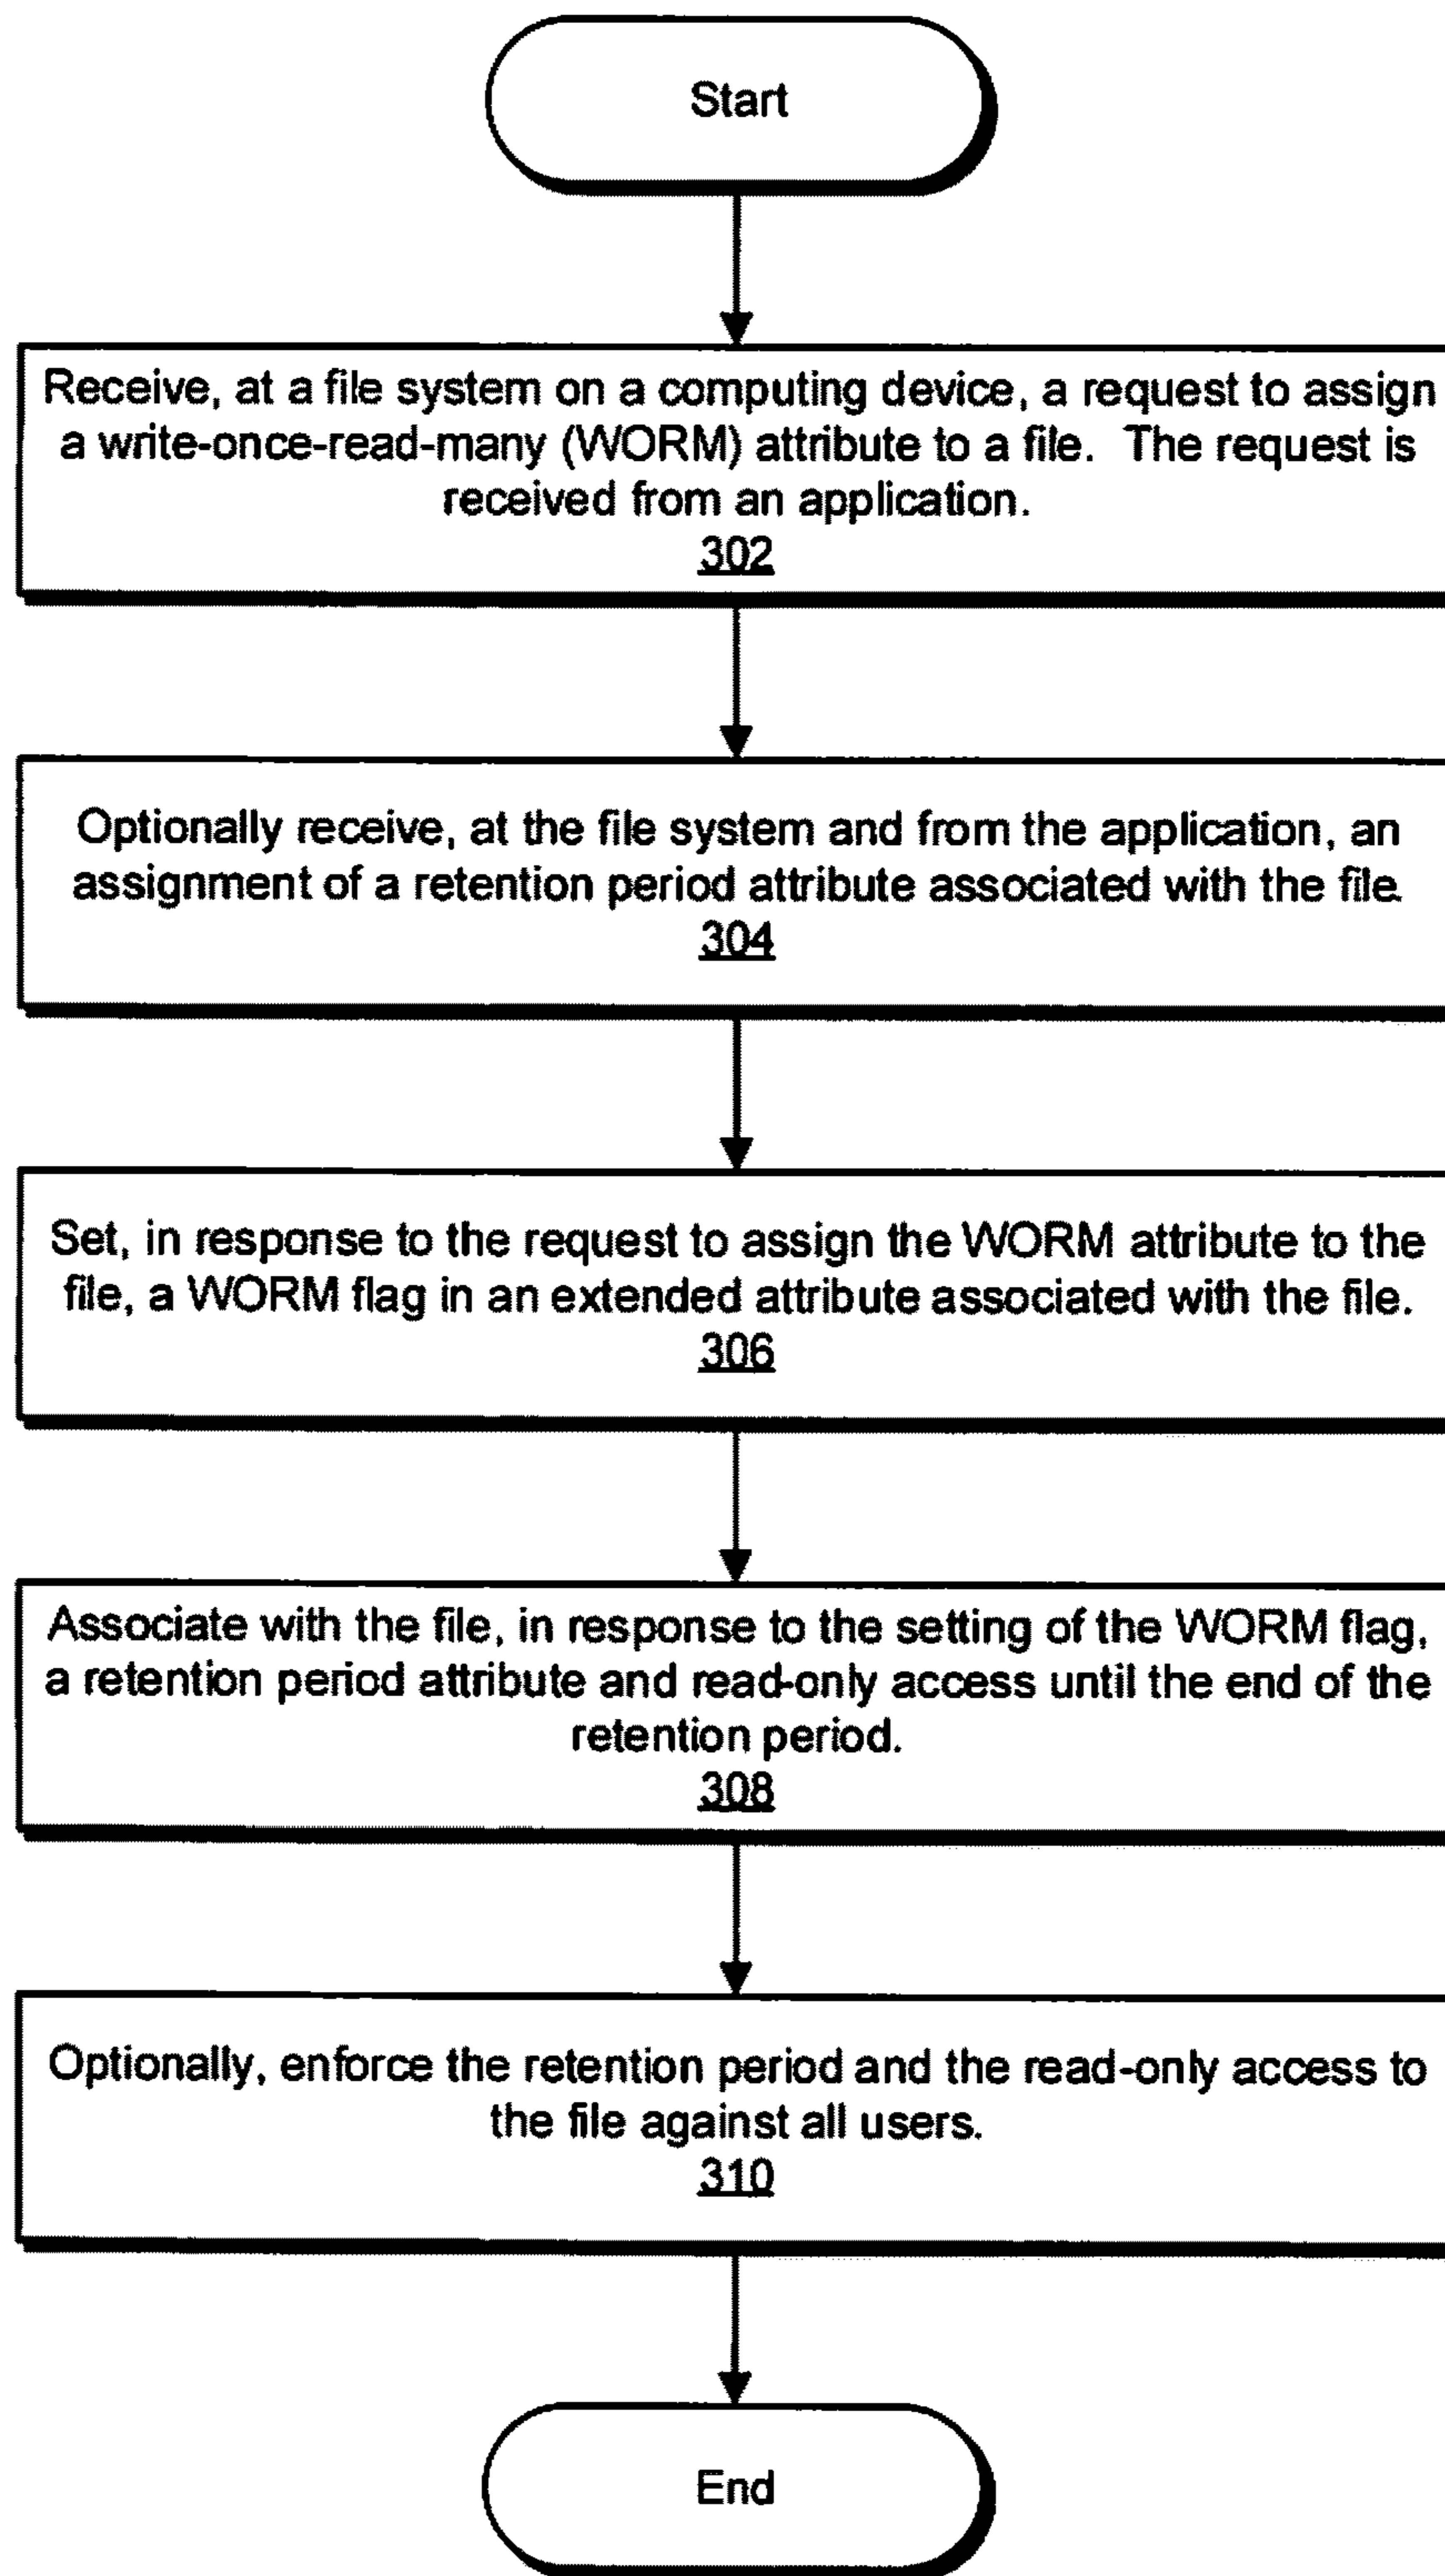 Start
Receive, at a file system on a computing device, a request to assign
a write-once-read-many (WORM) attribute to a file. The request is
received from an application.
302
Optionally receive, at the file system and from the application, an
assignment of a retention period attribute associated with the file.
304
Set, in response to the request to assign the WORM attribute to the
file, a WORM flag in an extended attribute associated with the file.
306
Associate with the file, in response to the setting of the WORM flag,
a retention period attribute and read-only access until the end of the
retention period.
308
Optionally, enforce the retention period and the read-only access to
the file against all users.
310
End